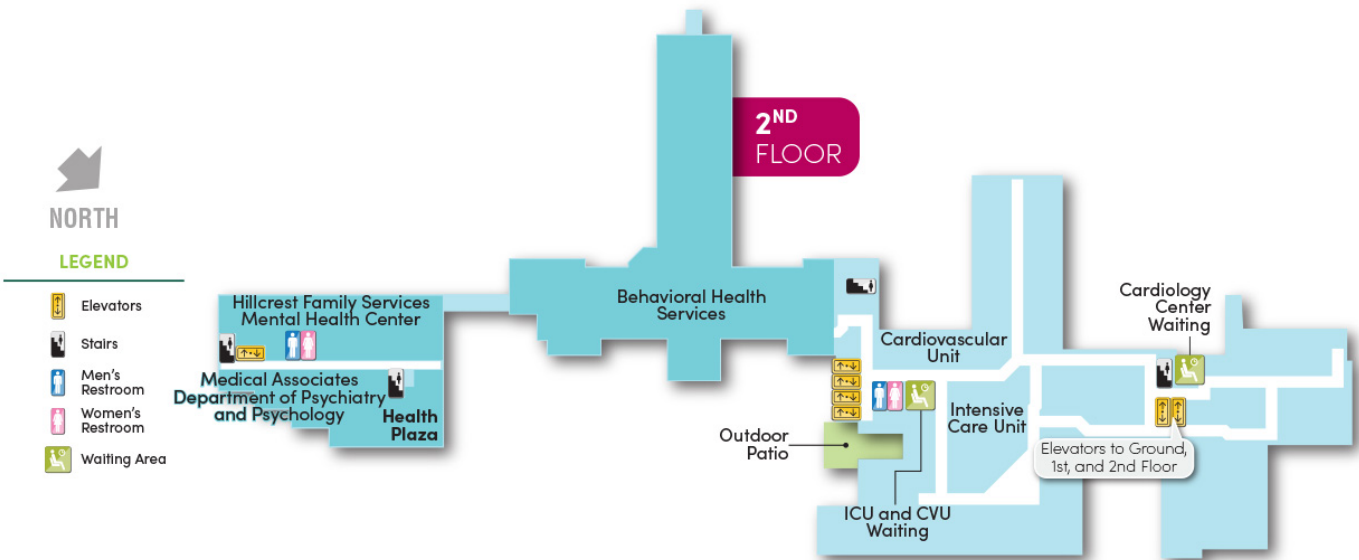 2ND
FLOOR
NORTH
LEGEND
Elevators
Stairs
Men's
Restroom
Women's
Restroom
Waiting Area
Hillcrest Family Services
Mental Health Center
Medical Associates
Department of Psychiatry
and Psychology
Health
Plaza
Behavioral Health
Services
Cardiovascular
Unit
Cardiology
Center
Waiting
Intensive
Care Unit
Outdoor
Patio
Elevators to Ground,
1st, and 2nd Floor
ICU and CVU
Waiting